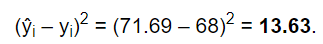 (ŷᵢ – yᵢ)² = (71.69 – 68)² = 13.63.